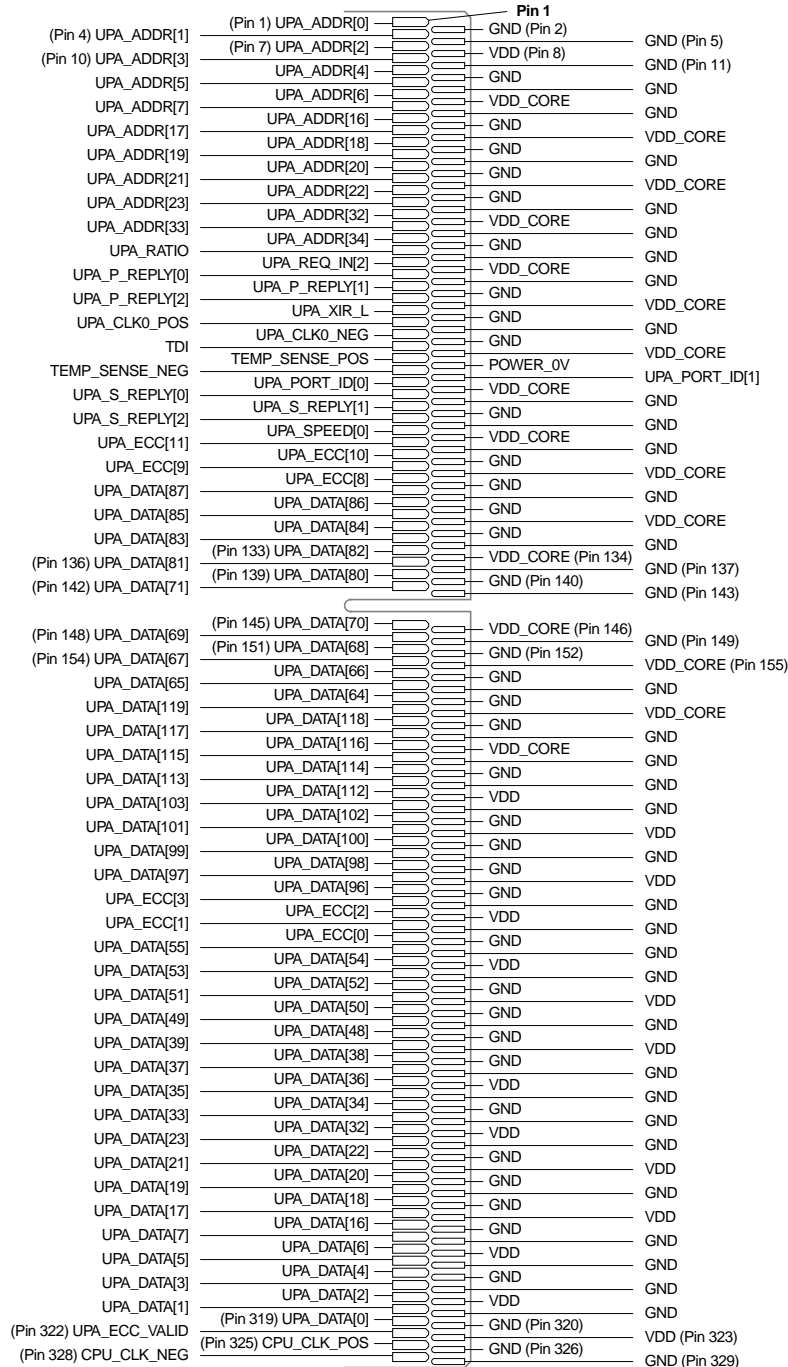 Pin 1
(Pin 1) UPA_ADDR[0] GND (Pin 2)
(Pin 4) UPA_ADDR[1] GND (Pin 5)
(Pin 7) UPA_ADDR[2] VDD (Pin 8)
(Pin 10) UPA_ADDR[3] GND (Pin 11)
UPA_ADDR[4] GND
UPA_ADDR[5] GND
UPA_ADDR[6] VDD_CORE
UPA_ADDR[7] GND
UPA_ADDR[16] GND
UPA_ADDR[17] VDD_CORE
UPA_ADDR[18] GND
UPA_ADDR[19] GND
UPA_ADDR[20] GND
UPA_ADDR[21] VDD_CORE
UPA_ADDR[22] GND
UPA_ADDR[23] GND
UPA_ADDR[32] VDD_CORE
UPA_ADDR[33] GND
UPA_ADDR[34] GND
UPA_RATIO GND
UPA_REQ_IN[2] VDD_CORE
UPA_P_REPLY[0] GND
UPA_P_REPLY[1] GND
UPA_P_REPLY[2] VDD_CORE
UPA_XIR_L GND
UPA_CLK0_POS GND
UPA_CLK0_NEG GND
TDI VDD_CORE
TEMP_SENSE_POS POWER_0V
TEMP_SENSE_NEG UPA_PORT_ID[1]
UPA_PORT_ID[0] VDD_CORE
UPA_S_REPLY[0] GND
UPA_S_REPLY[1] GND
UPA_S_REPLY[2] GND
UPA_SPEED[0] VDD_CORE
UPA_ECC[11] GND
UPA_ECC[10] GND
UPA_ECC[9] VDD_CORE
UPA_ECC[8] GND
UPA_DATA[87] GND
UPA_DATA[86] GND
UPA_DATA[85] VDD_CORE
UPA_DATA[84] GND
UPA_DATA[83] GND
(Pin 133) UPA_DATA[82] VDD_CORE (Pin 134)
(Pin 136) UPA_DATA[81] GND (Pin 137)
(Pin 139) UPA_DATA[80] GND (Pin 140)
(Pin 142) UPA_DATA[71] GND (Pin 143)
(Pin 145) UPA_DATA[70] VDD_CORE (Pin 146)
(Pin 148) UPA_DATA[69] GND (Pin 149)
(Pin 151) UPA_DATA[68] GND (Pin 152)
(Pin 154) UPA_DATA[67] VDD_CORE (Pin 155)
UPA_DATA[66] GND
UPA_DATA[65] GND
UPA_DATA[64] GND
UPA_DATA[119] VDD_CORE
UPA_DATA[118] GND
UPA_DATA[117] GND
UPA_DATA[116] VDD_CORE
UPA_DATA[115] GND
UPA_DATA[114] GND
UPA_DATA[113] GND
UPA_DATA[112] VDD
UPA_DATA[103] GND
UPA_DATA[102] GND
UPA_DATA[101] VDD
UPA_DATA[100] GND
UPA_DATA[99] GND
UPA_DATA[98] GND
UPA_DATA[97] VDD
UPA_DATA[96] GND
UPA_ECC[3] GND
UPA_ECC[2] VDD
UPA_ECC[1] GND
UPA_ECC[0] GND
UPA_DATA[55] GND
UPA_DATA[54] VDD
UPA_DATA[53] GND
UPA_DATA[52] GND
UPA_DATA[51] VDD
UPA_DATA[50] GND
UPA_DATA[49] GND
UPA_DATA[48] GND
UPA_DATA[39] VDD
UPA_DATA[38] GND
UPA_DATA[37] GND
UPA_DATA[36] VDD
UPA_DATA[35] GND
UPA_DATA[34] GND
UPA_DATA[33] GND
UPA_DATA[32] VDD
UPA_DATA[23] GND
UPA_DATA[22] GND
UPA_DATA[21] VDD
UPA_DATA[20] GND
UPA_DATA[19] GND
UPA_DATA[18] GND
UPA_DATA[17] VDD
UPA_DATA[16] GND
UPA_DATA[7] GND
UPA_DATA[6] VDD
UPA_DATA[5] GND
UPA_DATA[4] GND
UPA_DATA[3] GND
UPA_DATA[2] VDD
UPA_DATA[1] GND
(Pin 319) UPA_DATA[0] GND (Pin 320)
(Pin 322) UPA_ECC_VALID VDD (Pin 323)
(Pin 325) CPU_CLK_POS GND (Pin 326)
(Pin 328) CPU_CLK_NEG GND (Pin 329)